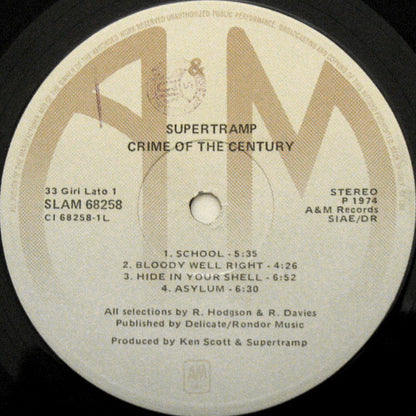 A&M
SUPERTRAMP
CRIME OF THE CENTURY
33 Giri Lato 1
SLAM 68258
CI 68258-1L
STEREO
P 1974
A&M Records
SIAE/DR
1. SCHOOL - 5:35
2. BLOODY WELL RIGHT - 4:26
3. HIDE IN YOUR SHELL - 6:52
4. ASYLUM - 6:30
All selections by R. Hodgson & R. Davies
Published by Delicate/Rondor Music
Produced by Ken Scott & Supertramp
A&M